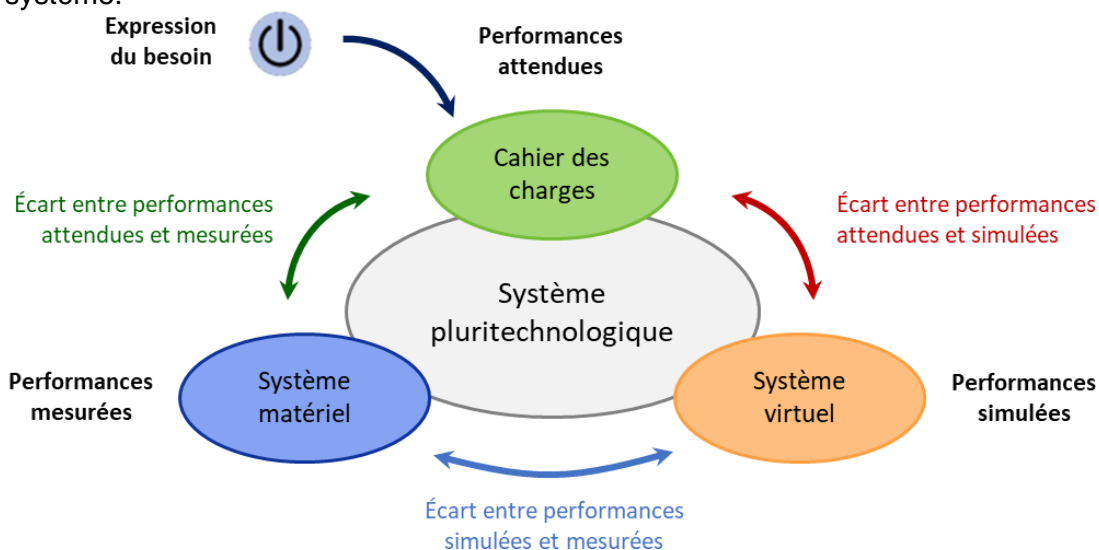 système.
Expression
du besoin
Performances
attendues
Cahier des
charges
Écart entre performances
attendues et mesurées
Écart entre performances
attendues et simulées
Système
pluritechnologique
Performances
mesurées
Système
matériel
Système
virtuel
Performances
simulées
Écart entre performances
simulées et mesurées